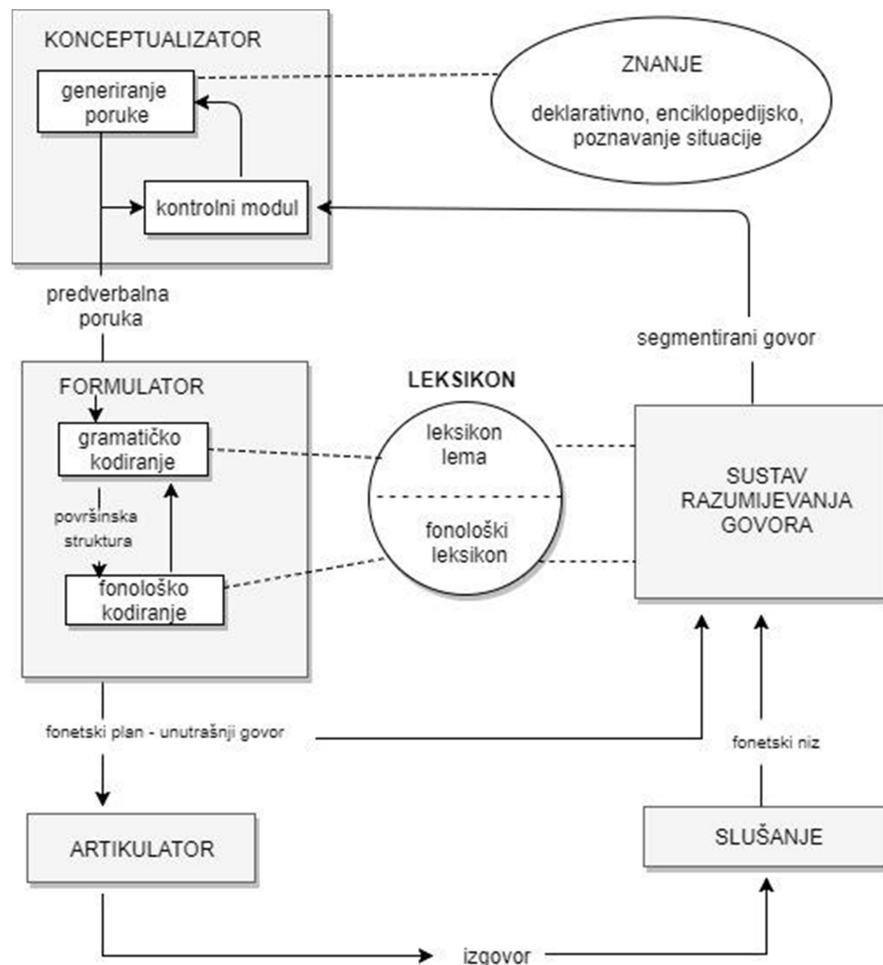 KONCEPTUALIZATOR
generiranje
poruke
kontrolni modul
ZNANJE
deklarativno, enciklopedijsko,
poznavanje situacije
predverbalna
poruka
segmentirani govor
FORMULATOR
gramatičko
kodiranje
površinska
struktura
fonološko
kodiranje
LEKSIKON
leksikon
lema
fonološki
leksikon
SUSTAV
RAZUMIJEVANJA
GOVORA
fonetski plan - unutrašnji govor
fonetski niz
ARTIKULATOR
SLUŠANJE
izgovor